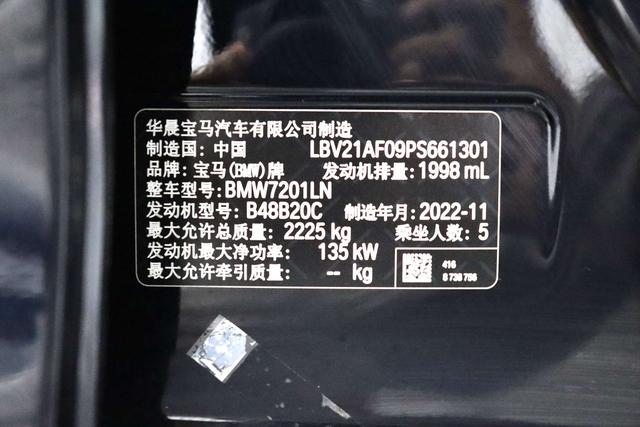 华晨宝马汽车有限公司制造
制造国: 中国 LBV21AF09PS661301
品牌: 宝马(BMW)牌 发动机排量: 1998 mL
整车型号: BMW7201LN
发动机型号: B48B20C 制造年月: 2022-11
最大允许总质量: 2225 kg 乘坐人数: 5
发动机最大净功率: 135 kW
最大允许牵引质量: -- kg
416
8 738 756